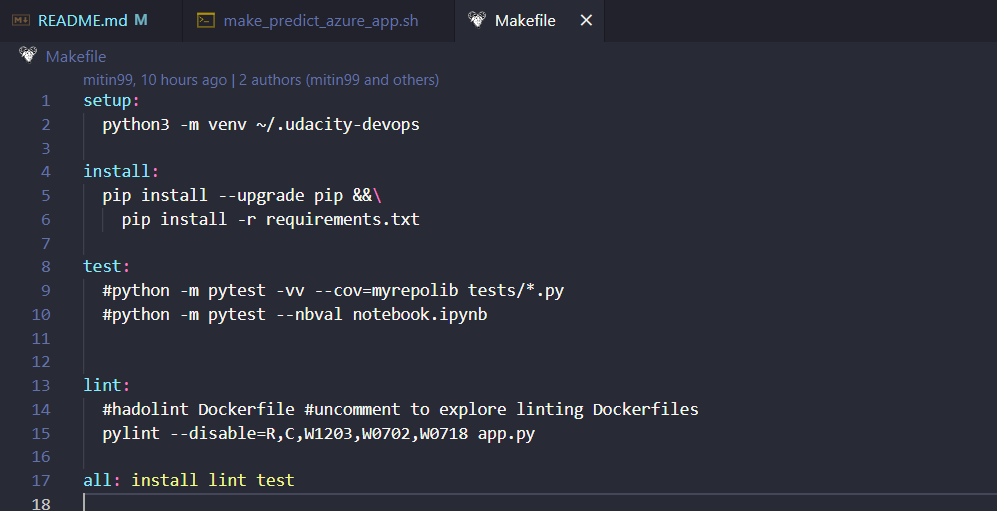 README.md M make_predict_azure_app.sh Makefile
Makefile
mitin99, 10 hours ago | 2 authors (mitin99 and others)
1 setup:
2 python3 -m venv ~/.udacity-devops
3
4 install:
5 pip install --upgrade pip &&\
6 pip install -r requirements.txt
7
8 test:
9 #python -m pytest -vv --cov=myrepolib tests/*.py
10 #python -m pytest --nbval notebook.ipynb
11
12
13 lint:
14 #hadolint Dockerfile #uncomment to explore linting Dockerfiles
15 pylint --disable=R,C,W1203,W0702,W0718 app.py
16
17 all: install lint test
18